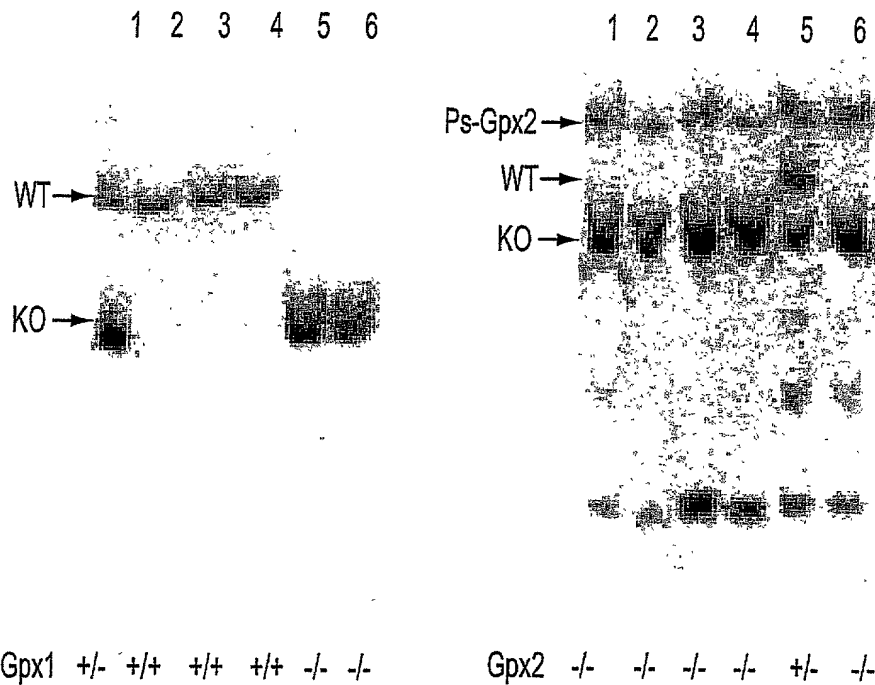 1 2 3 4 5 6
WT
KO
Gpx1 +/- +/+ +/+ +/+ -/- -/-
1 2 3 4 5 6
Ps-Gpx2
WT
KO
Gpx2 -/- -/- -/- -/- +/- -/-